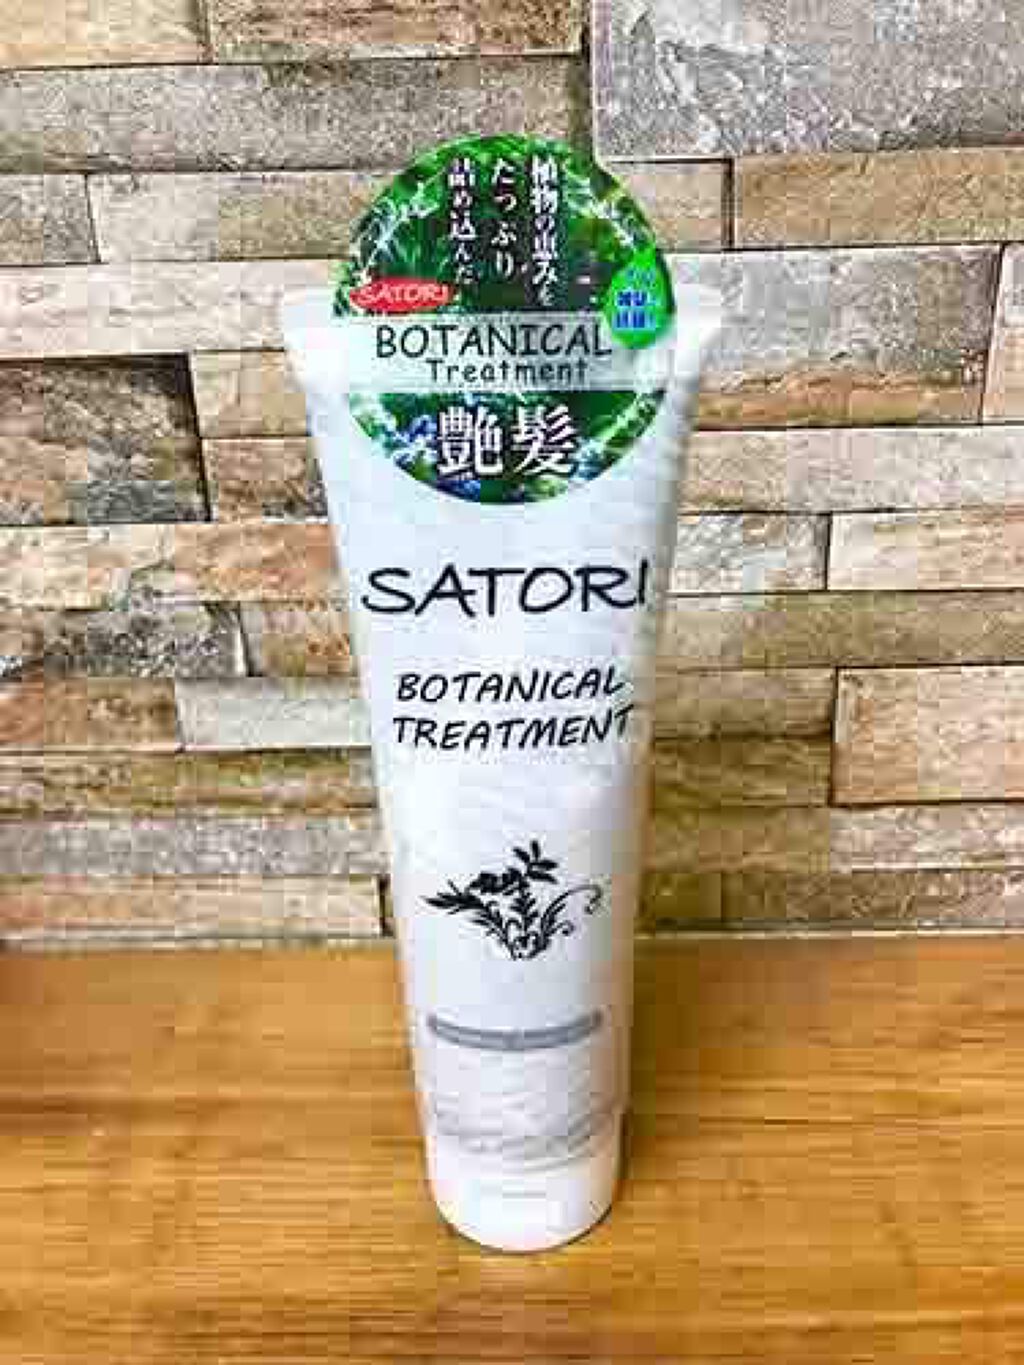 植物の恵みを
たっぷり
詰め込んだ
SATORI
BOTANICAL
Treatment
艶髪
SATORI
BOTANICAL
TREATMENT